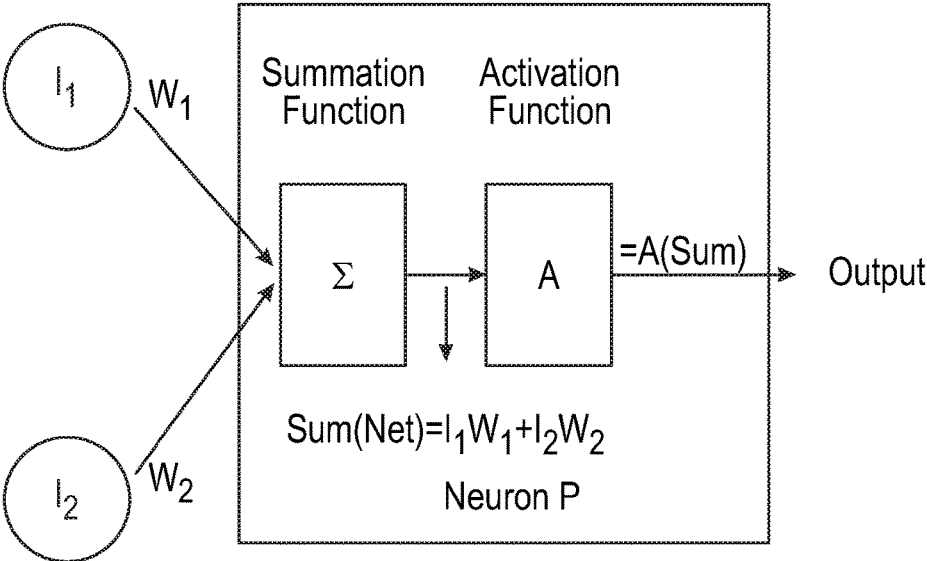 I1
W1
Summation
Function
Activation
Function
Σ
A
=A(Sum)
Output
Sum(Net)=I1W1+I2W2
Neuron P
I2
W2